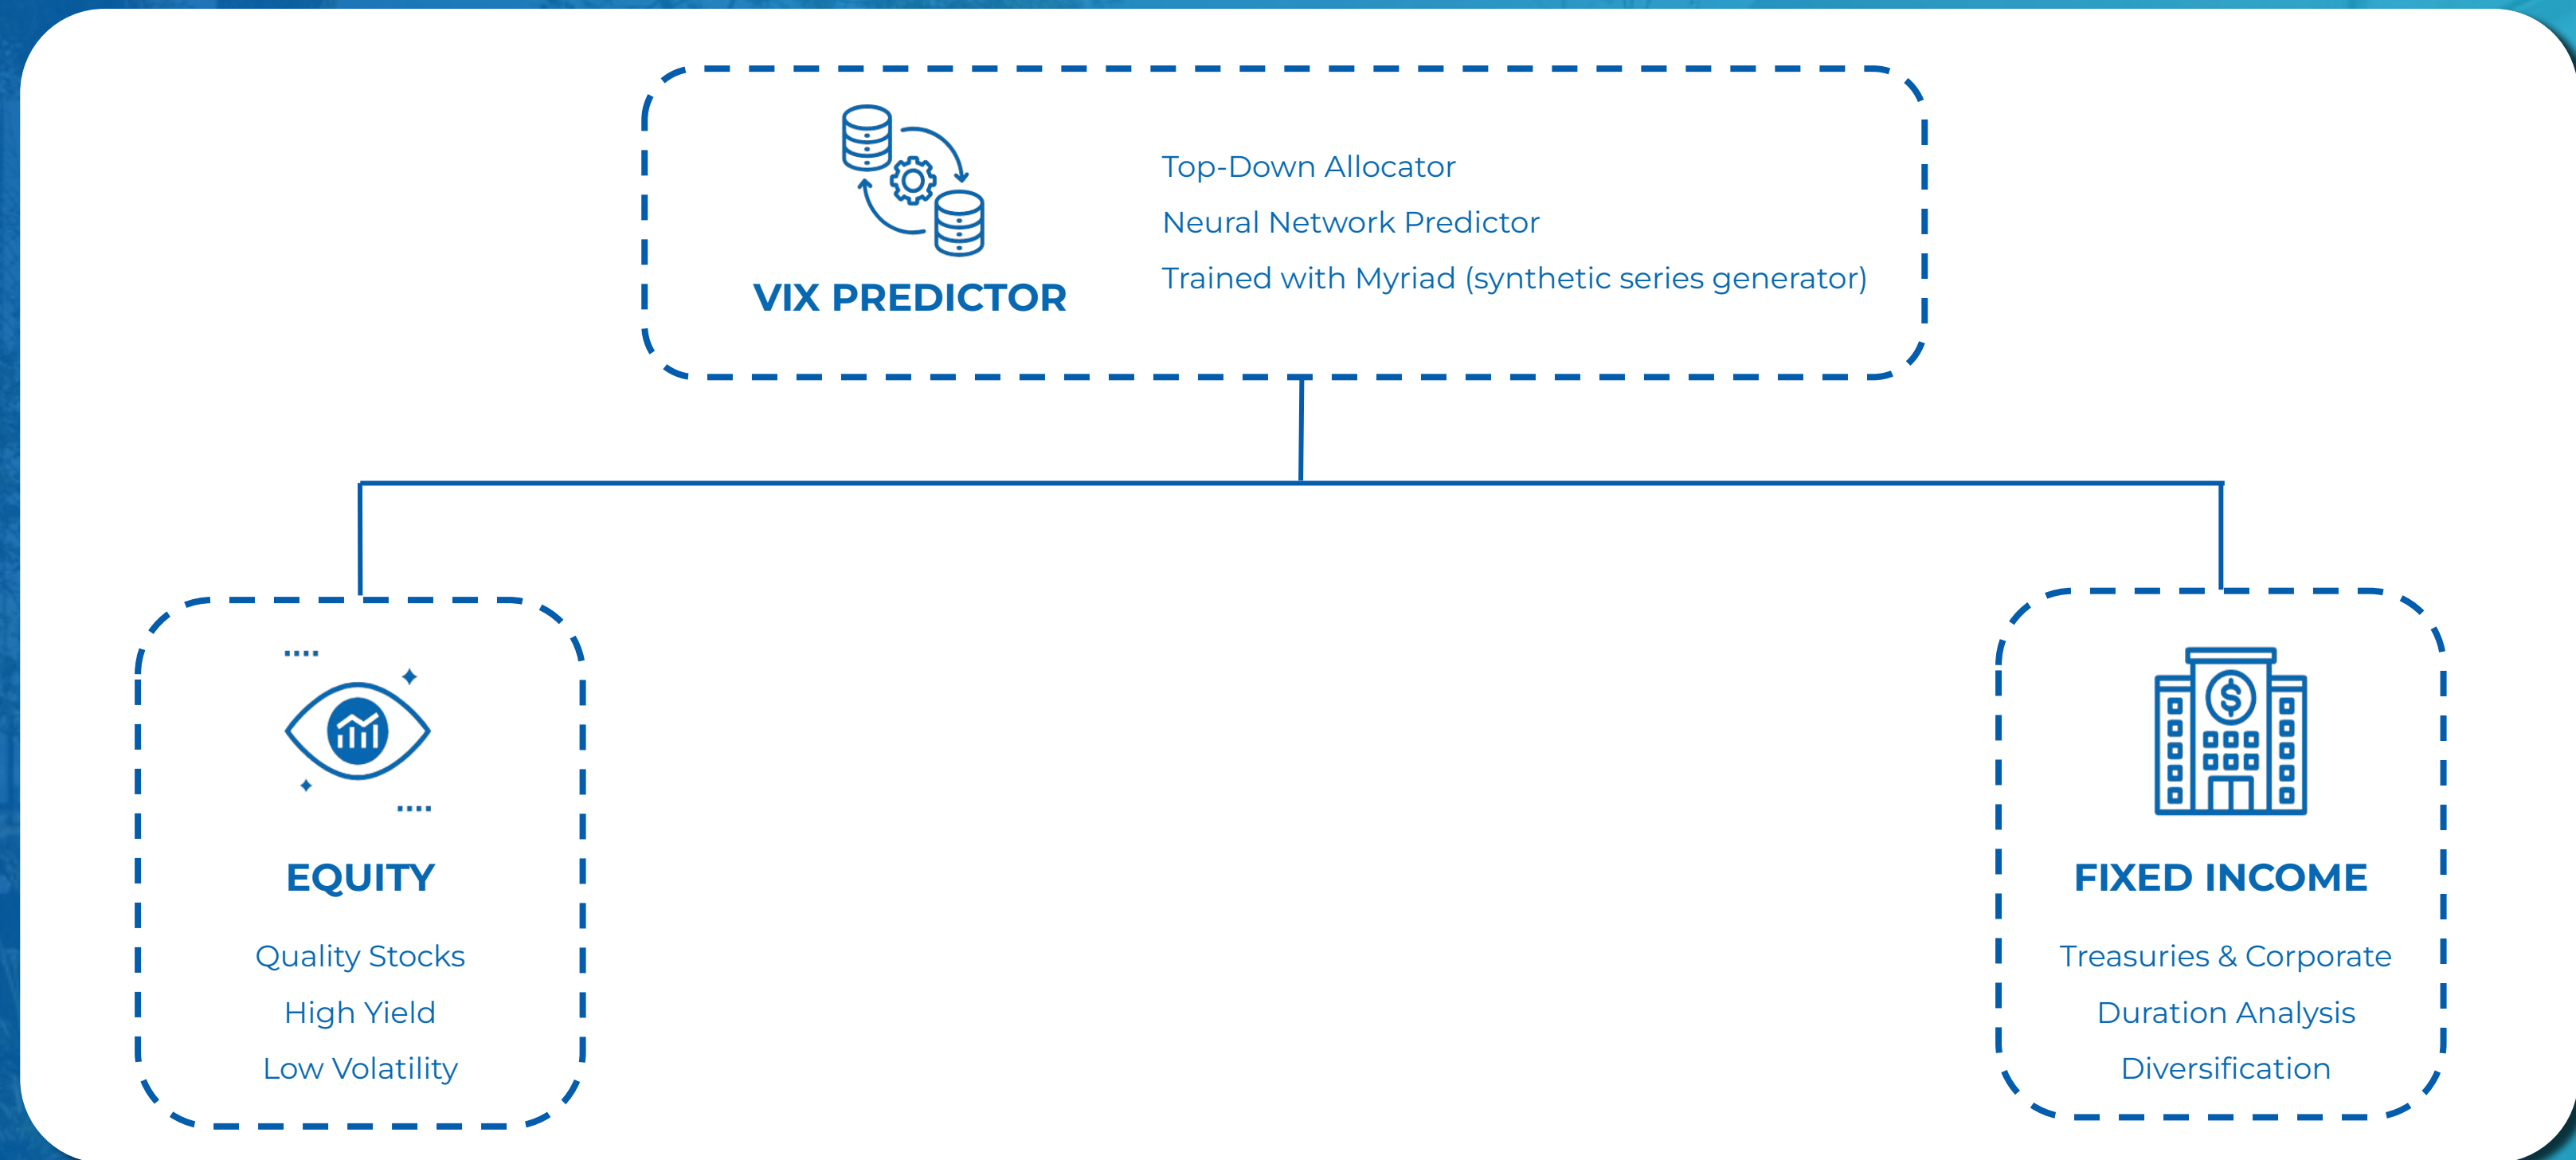 VIX PREDICTOR
Top-Down Allocator
Neural Network Predictor
Trained with Myriad (synthetic series generator)
EQUITY
Quality Stocks
High Yield
Low Volatility
FIXED INCOME
Treasuries & Corporate
Duration Analysis
Diversification